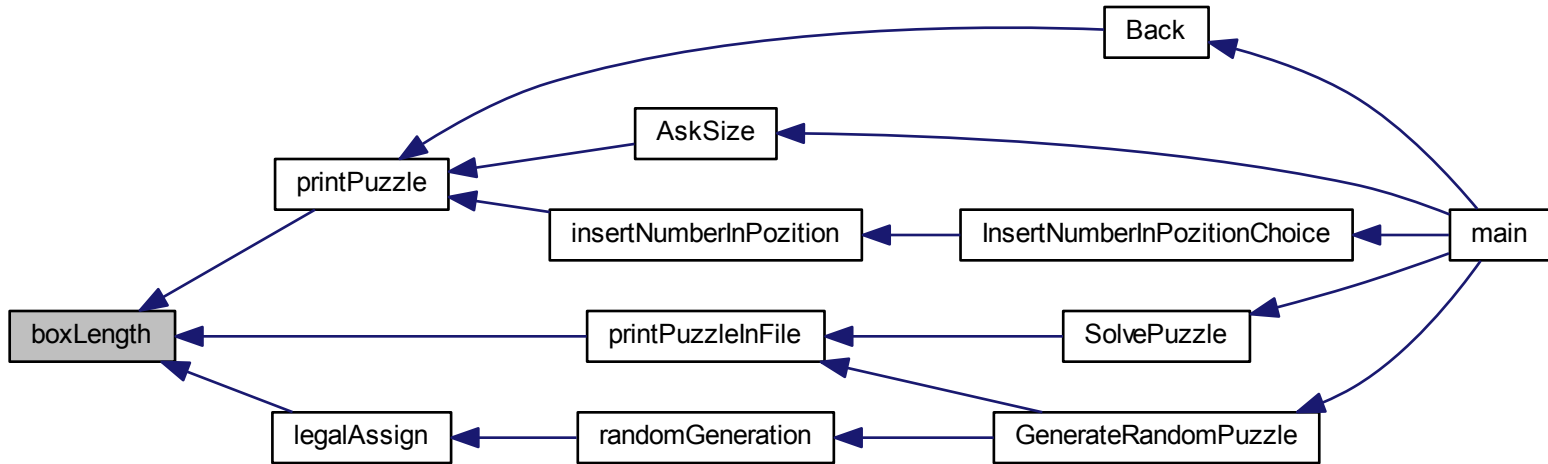 Back
AskSize
printPuzzle
insertNumberInPozition
InsertNumberInPozitionChoice
main
boxLength
printPuzzleInFile
SolvePuzzle
legalAssign
randomGeneration
GenerateRandomPuzzle